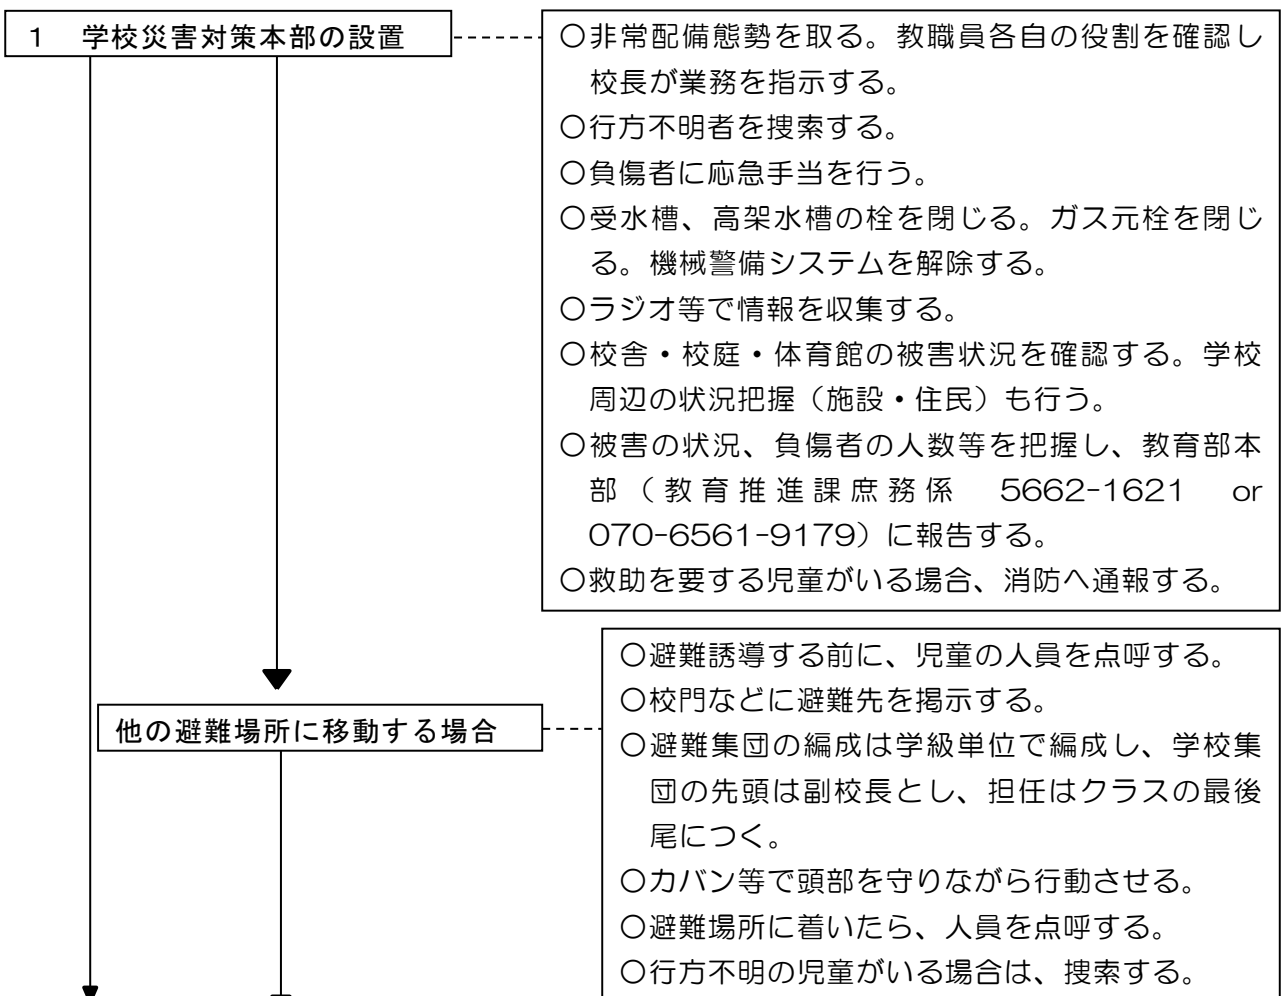 1　学校災害対策本部の設置
〇非常配備態勢を取る。教職員各自の役割を確認し
校長が業務を指示する。
〇行方不明者を捜索する。
〇負傷者に応急手当を行う。
〇受水槽、高架水槽の栓を閉じる。ガス元栓を閉じ
る。機械警備システムを解除する。
〇ラジオ等で情報を収集する。
〇校舎・校庭・体育館の被害状況を確認する。学校
周辺の状況把握（施設・住民）も行う。
〇被害の状況、負傷者の人数等を把握し、教育部本
部（教育推進課庶務係　5662-1621　or
070-6561-9179）に報告する。
〇救助を要する児童がいる場合、消防へ通報する。
他の避難場所に移動する場合
〇避難誘導する前に、児童の人員を点呼する。
〇校門などに避難先を掲示する。
〇避難集団の編成は学級単位で編成し、学校集
団の先頭は副校長とし、担任はクラスの最後
尾につく。
〇カバン等で頭部を守りながら行動させる。
〇避難場所に着いたら、人員を点呼する。
〇行方不明の児童がいる場合は、捜索する。